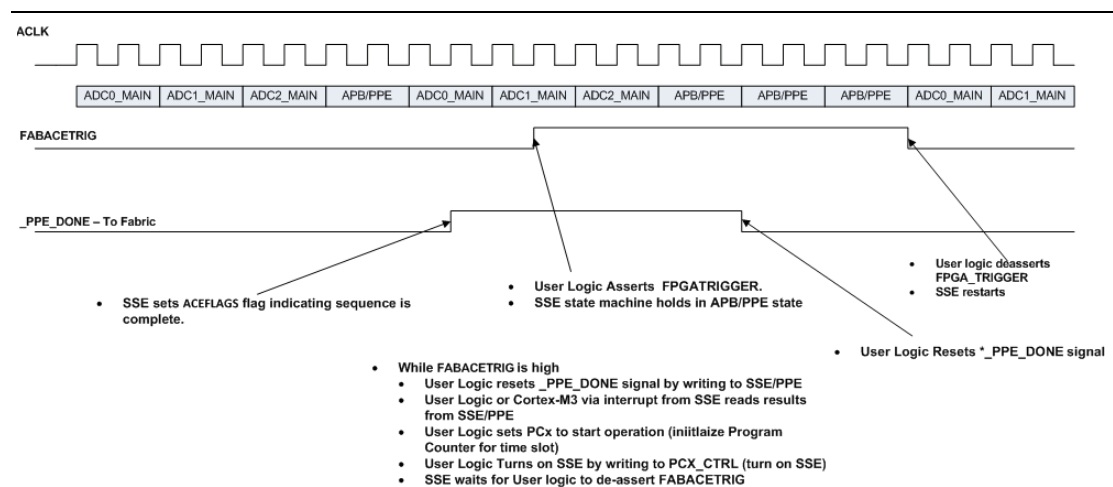 ACLK
ADC0_MAIN ADC1_MAIN ADC2_MAIN APB/PPE ADC0_MAIN ADC1_MAIN ADC2_MAIN APB/PPE APB/PPE APB/PPE ADC0_MAIN ADC1_MAIN
FABACETRIG
_PPE_DONE – To Fabric
• SSE sets ACEFLAGS flag indicating sequence is
complete.
• User Logic Asserts FPGATRIGGER.
• SSE state machine holds in APB/PPE state
• User logic deasserts
FPGA_TRIGGER
• SSE restarts
• User Logic Resets *_PPE_DONE signal
• While FABACETRIG is high
• User Logic resets _PPE_DONE signal by writing to SSE/PPE
• User Logic or Cortex-M3 via interrupt from SSE reads results
from SSE/PPE
• User Logic sets PCx to start operation (iniitlaize Program
Counter for time slot)
• User Logic Turns on SSE by writing to PCX_CTRL (turn on SSE)
• SSE waits for User logic to de-assert FABACETRIG